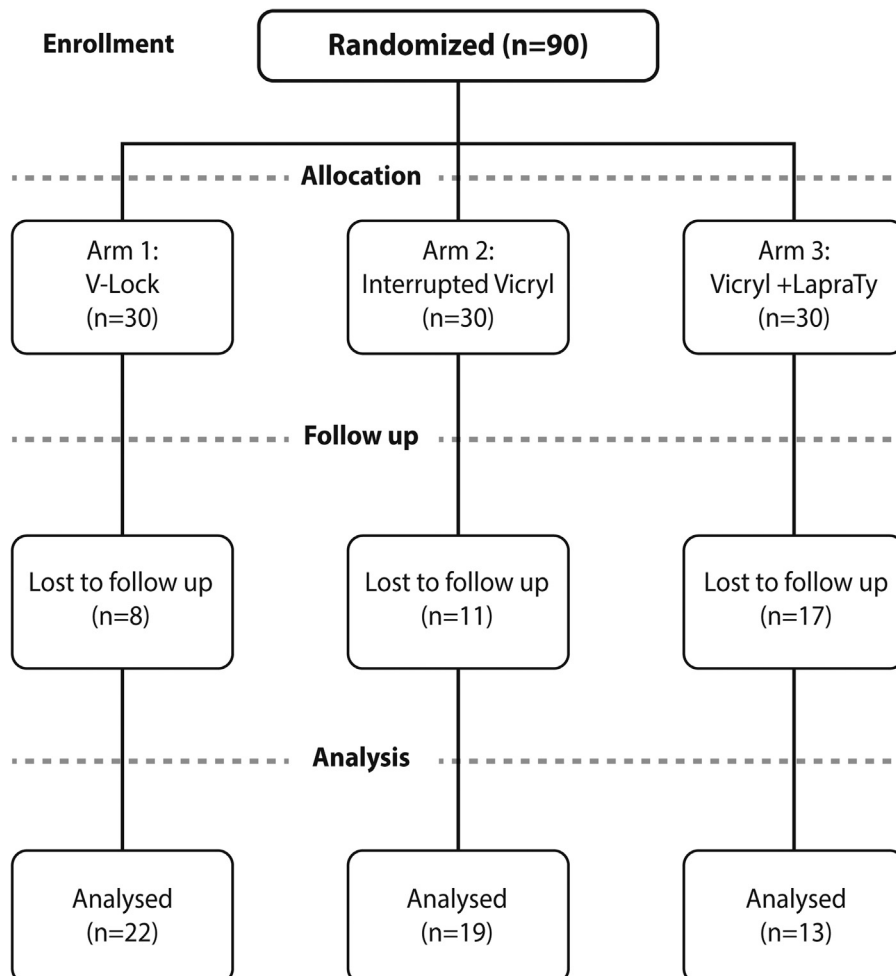 Enrollment
Randomized (n=90)
Allocation
Arm 1:
V-Lock
(n=30)
Arm 2:
Interrupted Vicryl
(n=30)
Arm 3:
Vicryl +LapraTy
(n=30)
Follow up
Lost to follow up
(n=8)
Lost to follow up
(n=11)
Lost to follow up
(n=17)
Analysis
Analysed
(n=22)
Analysed
(n=19)
Analysed
(n=13)